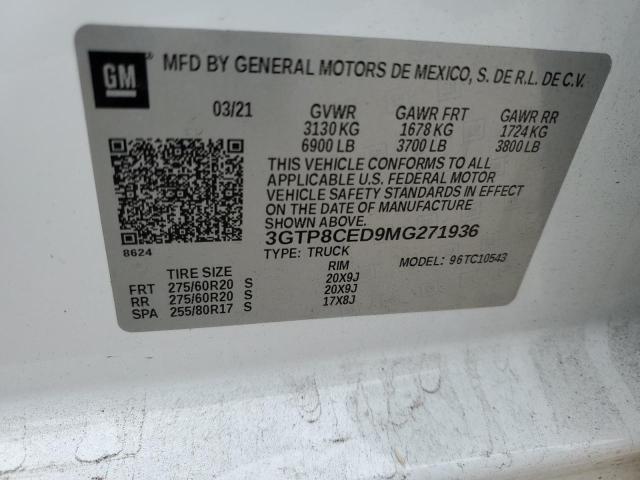 GM
MFD BY GENERAL MOTORS DE MEXICO, S. DE R.L. DE C.V.
03/21 GVWR GAWR FRT GAWR RR
3130 KG 1678 KG 1724 KG
6900 LB 3700 LB 3800 LB
THIS VEHICLE CONFORMS TO ALL
APPLICABLE U.S. FEDERAL MOTOR
VEHICLE SAFETY STANDARDS IN EFFECT
ON THE DATE OF MANUFACTURE
SHOWN ABOVE.
3GTP8CED9MG271936
8624
TYPE: TRUCK MODEL: 96TC10543
TIRE SIZE RIM
FRT 275/60R20 S 20X9J
RR 275/60R20 S 20X9J
SPA 255/80R17 S 17X8J